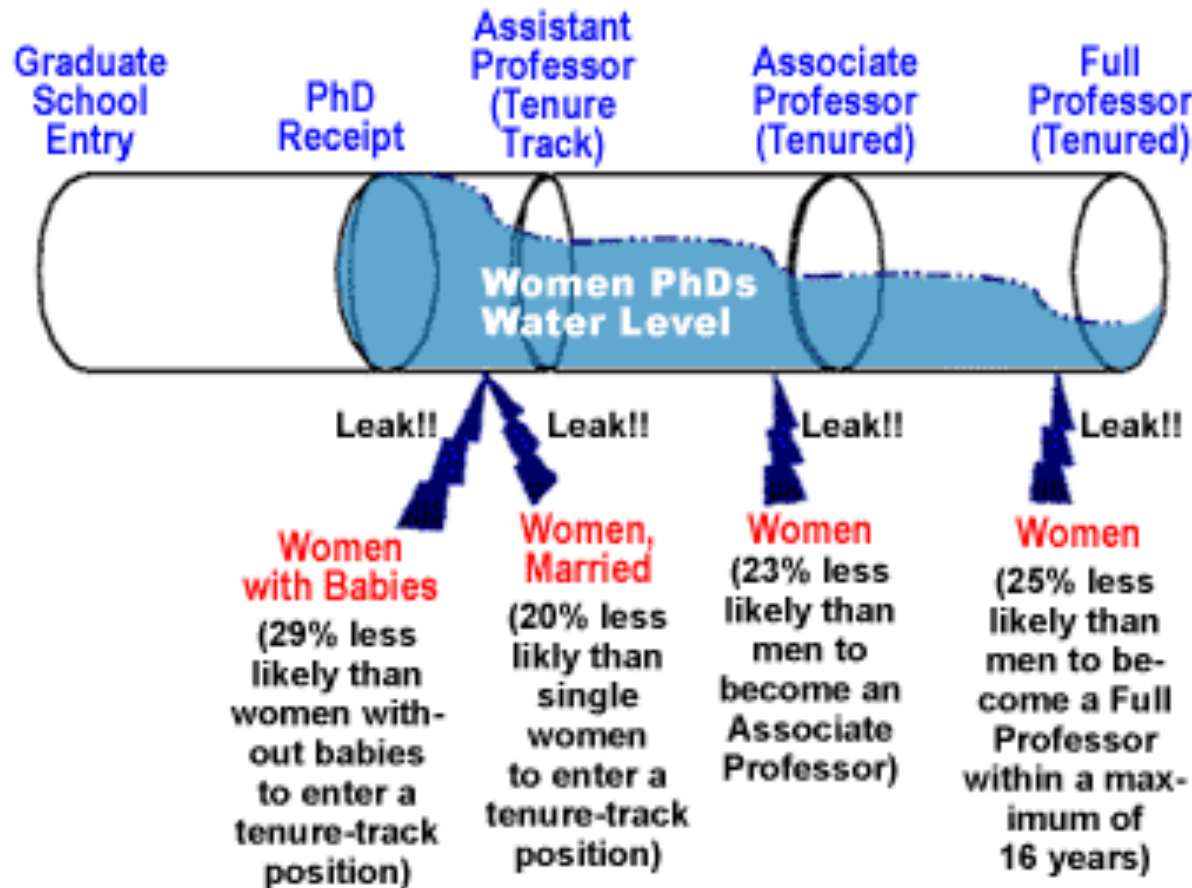 Graduate
School
Entry
PhD
Receipt
Assistant
Professor
(Tenure
Track)
Associate
Professor
(Tenured)
Full
Professor
(Tenured)
Women PhDs
Water Level
Leak!!
Leak!!
Leak!!
Leak!!
Women
with Babies
(29% less
likely than
women with-
out babies
to enter a
tenure-track
position)
Women,
Married
(20% less
likly than
single
women
to enter a
tenure-track
position)
Women
(23% less
likely than
men to
become an
Associate
Professor)
Women
(25% less
likely than
men to be-
come a Full
Professor
within a max-
imum of
16 years)